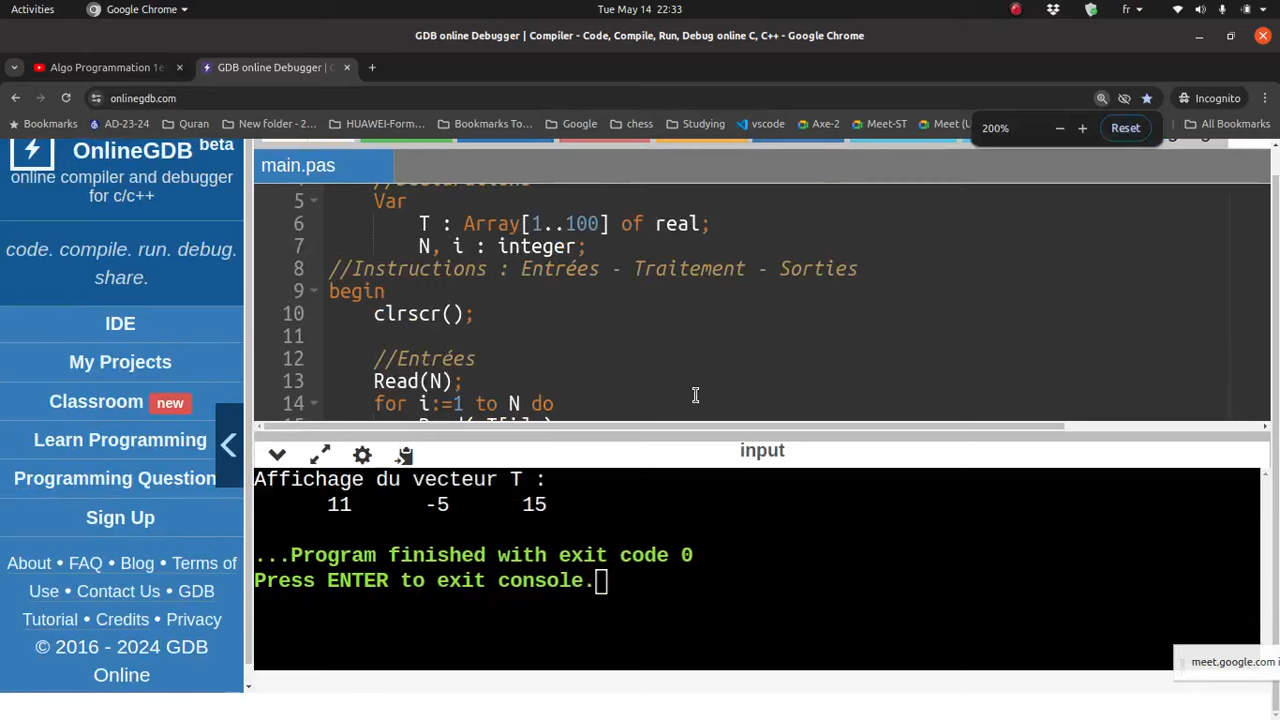 Activities
Google Chrome
Tue May 14 22:33
fr
GDB online Debugger | Compiler - Code, Compile, Run, Debug online C, C++ - Google Chrome
Algo Programmation 1e
GDB online Debugger |
onlinegdb.com
Incognito
Bookmarks
AD-23-24
Quran
New folder - 2...
HUAWEI-Form...
Bookmarks To...
Google
chess
Studying
vscode
Axe-2
Meet-ST
Meet (
All Bookmarks
200%
Reset
OnlineGDB beta
online compiler and debugger
for c/c++
code. compile. run. debug.
share.
IDE
My Projects
Classroom new
Learn Programming
Programming Question
Sign Up
About • FAQ • Blog • Terms of
Use • Contact Us • GDB
Tutorial • Credits • Privacy
© 2016 - 2024 GDB
Online
main.pas
//Declarations
5 Var
6 T : Array[1..100] of real;
7 N, i : integer;
8 //Instructions : Entrées - Traitement - Sorties
9 begin
10 clrscr();
11
12 //Entrées
13 Read(N);
14 for i:=1 to N do
input
Affichage du vecteur T :
11 -5 15
...Program finished with exit code 0
Press ENTER to exit console.
meet.google.com i